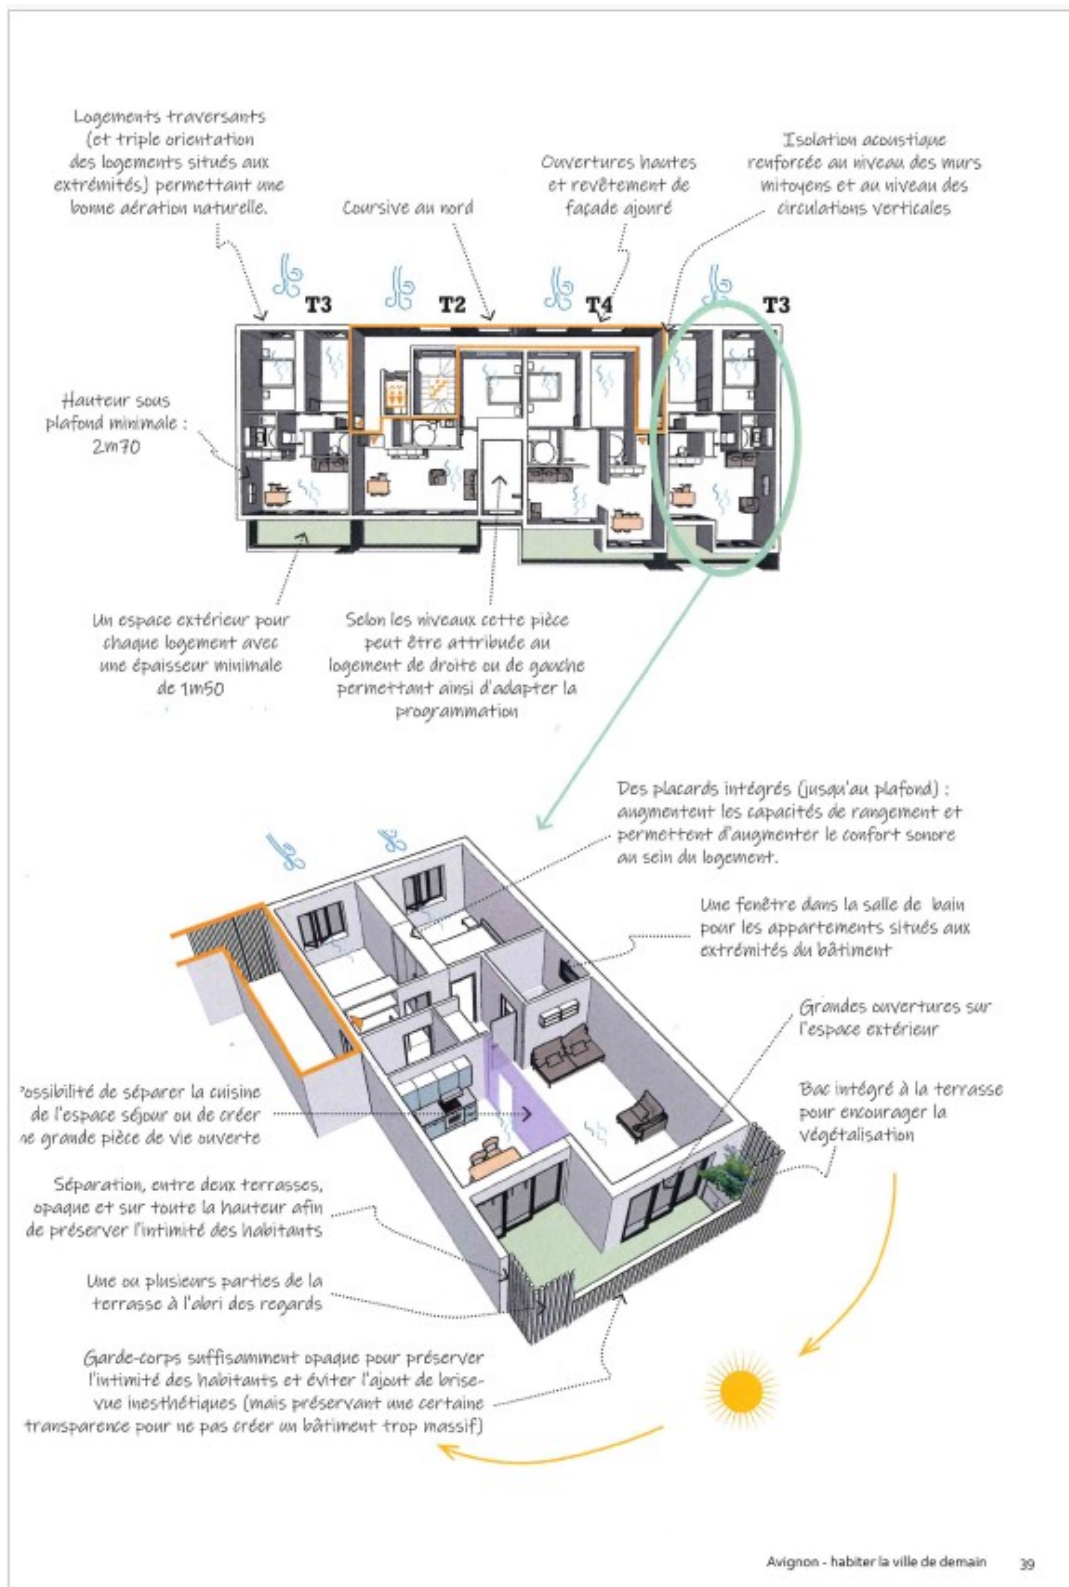 Logements traversants
(et triple orientation
des logements situés aux
extrémités) permettant une
bonne aération naturelle.
Coursive au nord
Ouvertures hautes
et revêtement de
façade ajouré
Isolation acoustique
renforcée au niveau des murs
mitoyens et au niveau des
circulations verticales
T3
T2
T4
T3
Hauteur sous
plafond minimale :
2m70
Un espace extérieur pour
chaque logement avec
une épaisseur minimale
de 1m50
Selon les niveaux cette pièce
peut être attribuée au
logement de droite ou de gauche
permettant ainsi d'adapter la
programmation
Des placards intégrés (jusqu'au plafond) :
augmentent les capacités de rangement et
permettent d'augmenter le confort sonore
au sein du logement.
Une fenêtre dans la salle de bain
pour les appartements situés aux
extrémités du bâtiment
Grandes ouvertures sur
l'espace extérieur
Bac intégré à la terrasse
pour encourager la
végétalisation
ossibilité de séparer la cuisine
de l'espace séjour ou de créer
ne grande pièce de vie ouverte
Séparation, entre deux terrasses,
opaque et sur toute la hauteur afin
de préserver l'intimité des habitants
Une ou plusieurs parties de la
terrasse à l'abri des regards
Garde-corps suffisamment opaque pour préserver
l'intimité des habitants et éviter l'ajout de brise-
vue inesthétiques (mais préservant une certaine
transparence pour ne pas créer un bâtiment trop massif)
Avignon - habiter la ville de demain 39